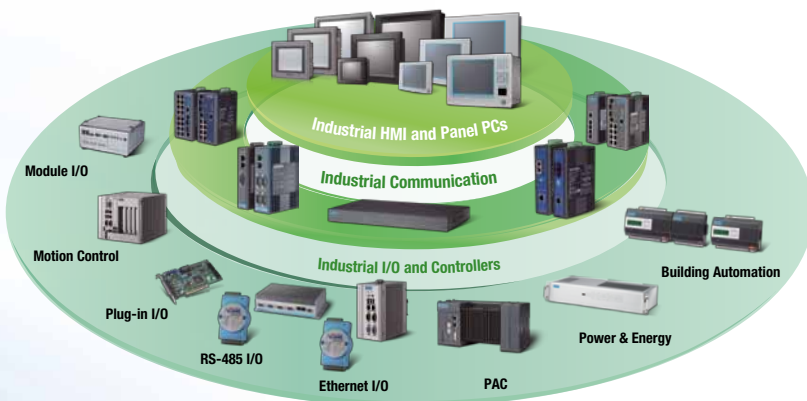 Industrial HMI and Panel PCs
Module I/O
Industrial Communication
Motion Control
Industrial I/O and Controllers
Building Automation
Plug-in I/O
Power & Energy
RS-485 I/O
Ethernet I/O
PAC